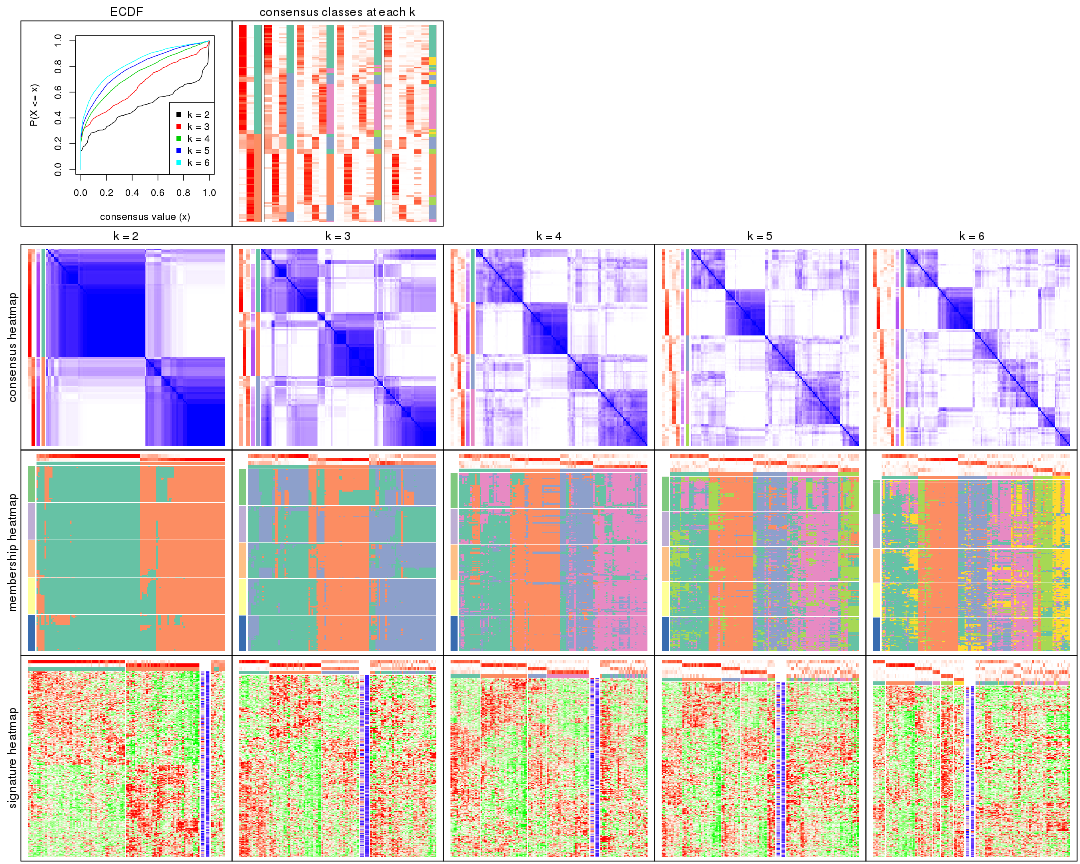 ECDF
consensus classes at each k
P(X <= x)
0.0
0.2
0.4
0.6
0.8
1.0
k = 2
k = 3
k = 4
k = 5
k = 6
0.0 0.2 0.4 0.6 0.8 1.0
consensus value (x)
k = 2
k = 3
k = 4
k = 5
k = 6
consensus heatmap
membership heatmap
signature heatmap